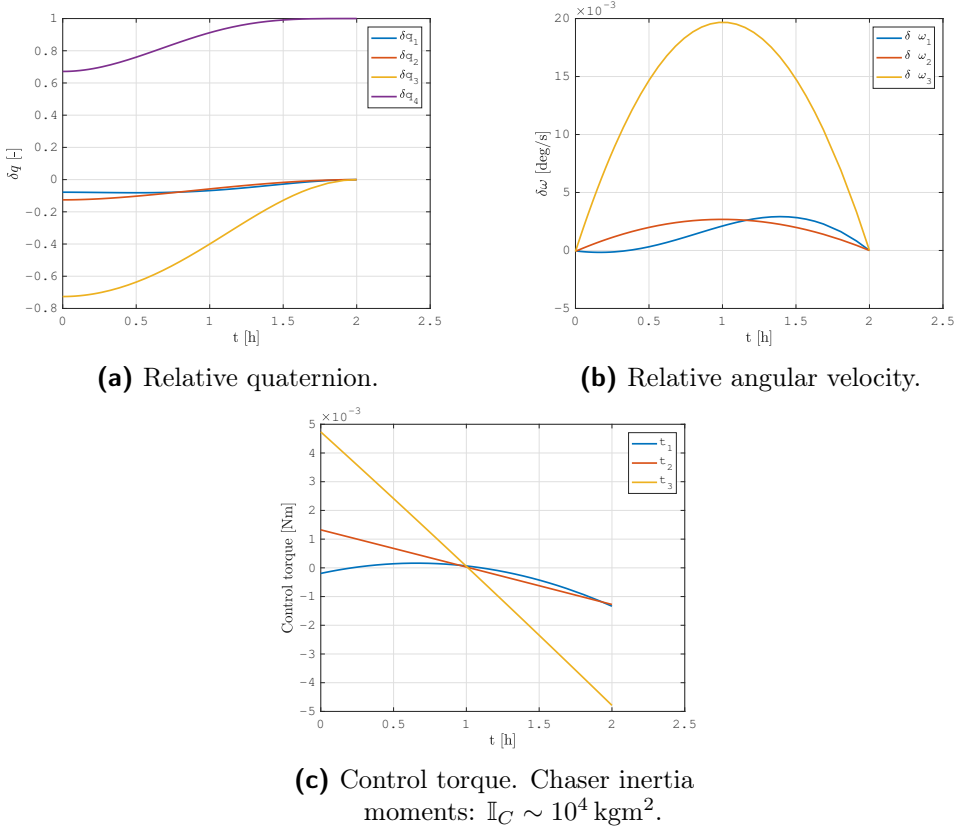 1
0.8
0.6
0.4
0.2
0
-0.2
-0.4
-0.6
-0.8
δq [-]
0 0.5 1 1.5 2 2.5
t [h]
δq1
δq2
δq3
δq4
(a) Relative quaternion.
×10−3
20
15
10
5
0
-5
δω [deg/s]
0 0.5 1 1.5 2 2.5
t [h]
δ ω1
δ ω2
δ ω3
(b) Relative angular velocity.
×10−3
5
4
3
2
1
0
-1
-2
-3
-4
-5
Control torque [Nm]
0 0.5 1 1.5 2 2.5
t [h]
t1
t2
t3
(c) Control torque. Chaser inertia
moments: 𝕀C ∼ 10⁴ kgm².